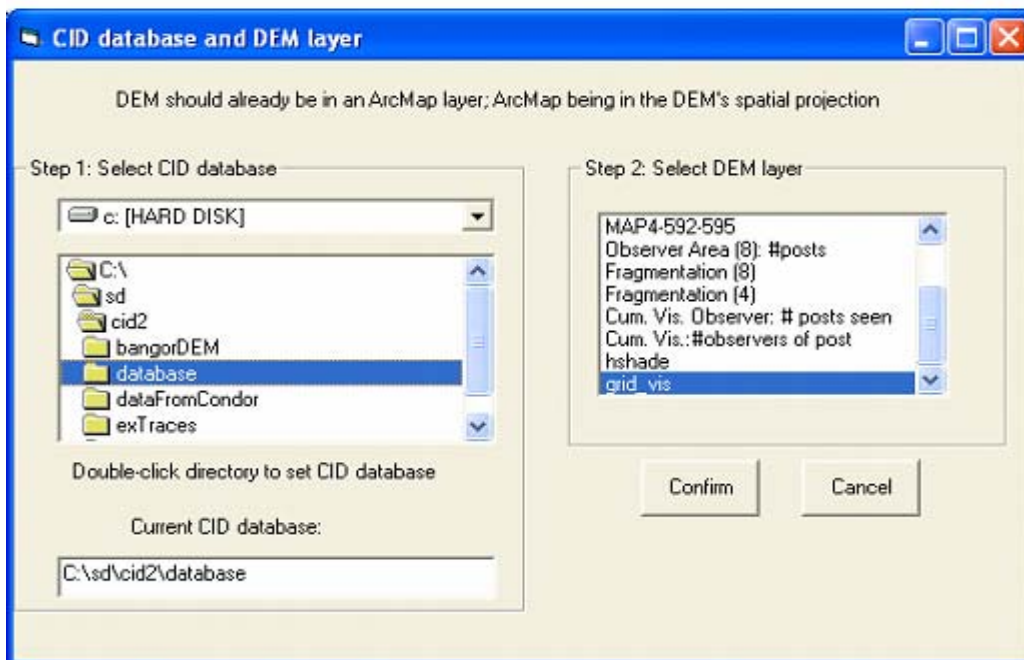 CID database and DEM layer
DEM should already be in an ArcMap layer; ArcMap being in the DEM's spatial projection
Step 1: Select CID database
c: [HARD DISK]
C:\
sd
cid2
bangorDEM
database
dataFromCondor
exTraces
Double-click directory to set CID database
Current CID database:
C:\sd\cid2\database
Step 2: Select DEM layer
MAP4-592-595
Observer Area (8): #posts
Fragmentation (8)
Fragmentation (4)
Cum. Vis. Observer: # posts seen
Cum. Vis.:#observers of post
hshade
grid_vis
Confirm
Cancel